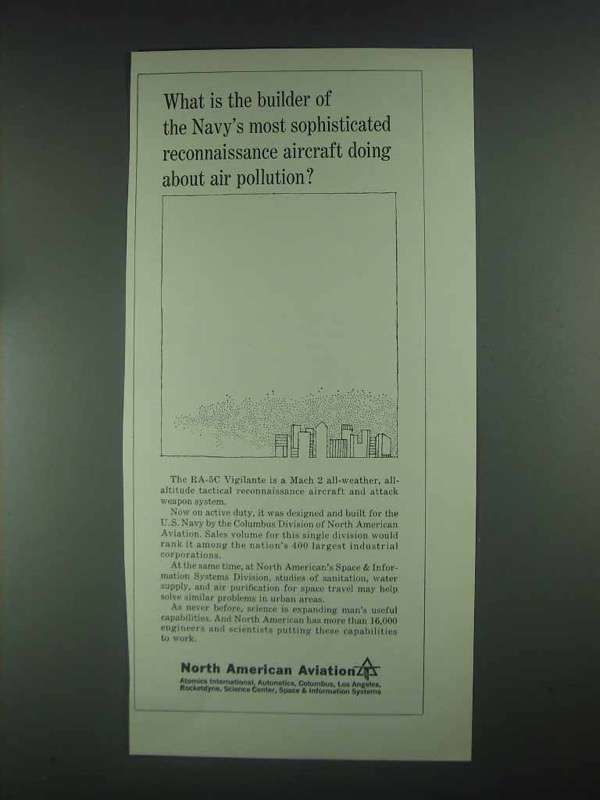 What is the builder of
the Navy's most sophisticated
reconnaissance aircraft doing
about air pollution?
The RA-5C Vigilante is a Mach 2 all-weather, all-
altitude tactical reconnaissance aircraft and attack
weapon system.
Now on active duty, it was designed and built for the
U.S. Navy by the Columbus Division of North American
Aviation. Sales volume for this single division would
rank it among the nation's 400 largest industrial
corporations.
At the same time, at North American's Space & Infor-
mation Systems Division, studies of sanitation, water
supply, and air purification for space travel may help
solve similar problems in urban areas.
As never before, science is expanding man's useful
capabilities. And North American has more than 16,000
engineers and scientists putting these capabilities
to work.
North American Aviation
Atomics International, Autonetics, Columbus, Los Angeles,
Rocketdyne, Science Center, Space & Information Systems